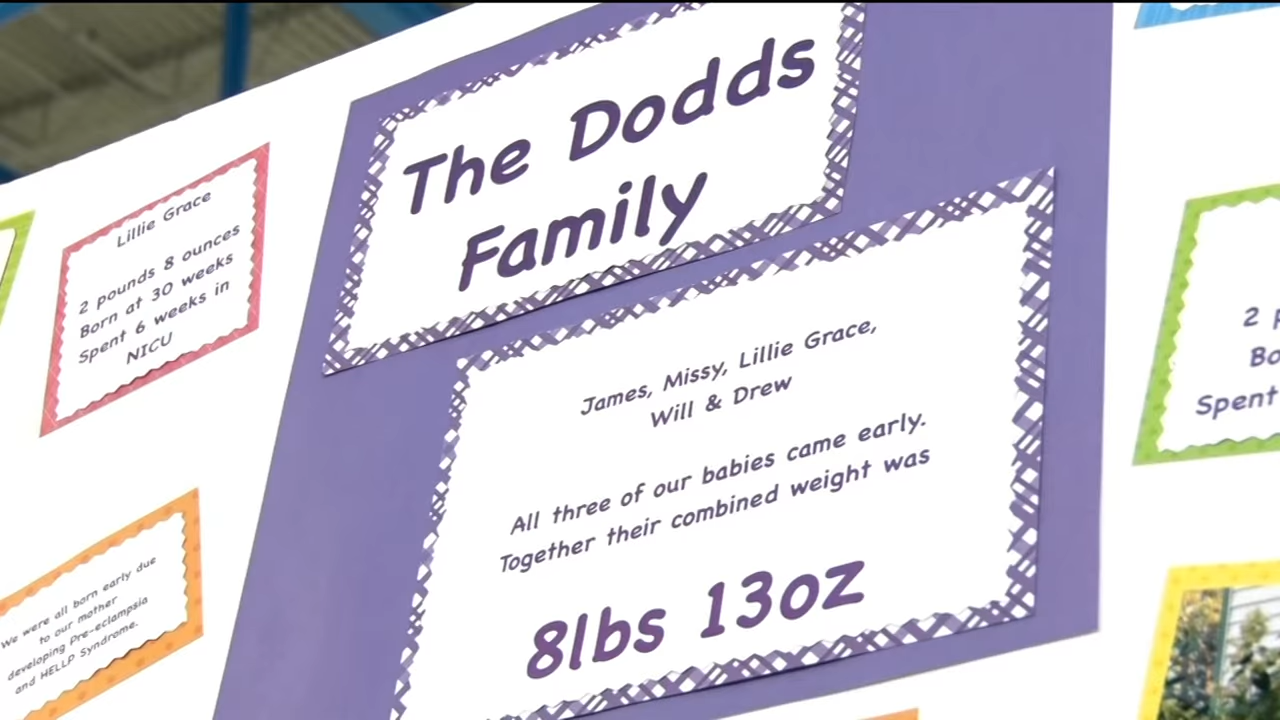 The Dodds
Family
Lillie Grace
2 pounds 8 ounces
Born at 30 weeks
Spent 6 weeks in
NICU
James, Missy, Lillie Grace,
Will & Drew
All three of our babies came early.
Together their combined weight was
8lbs 13oz
We were all born early due
to our mother
developing Pre-eclampsia
and HELLP Syndrome.
2
Spent